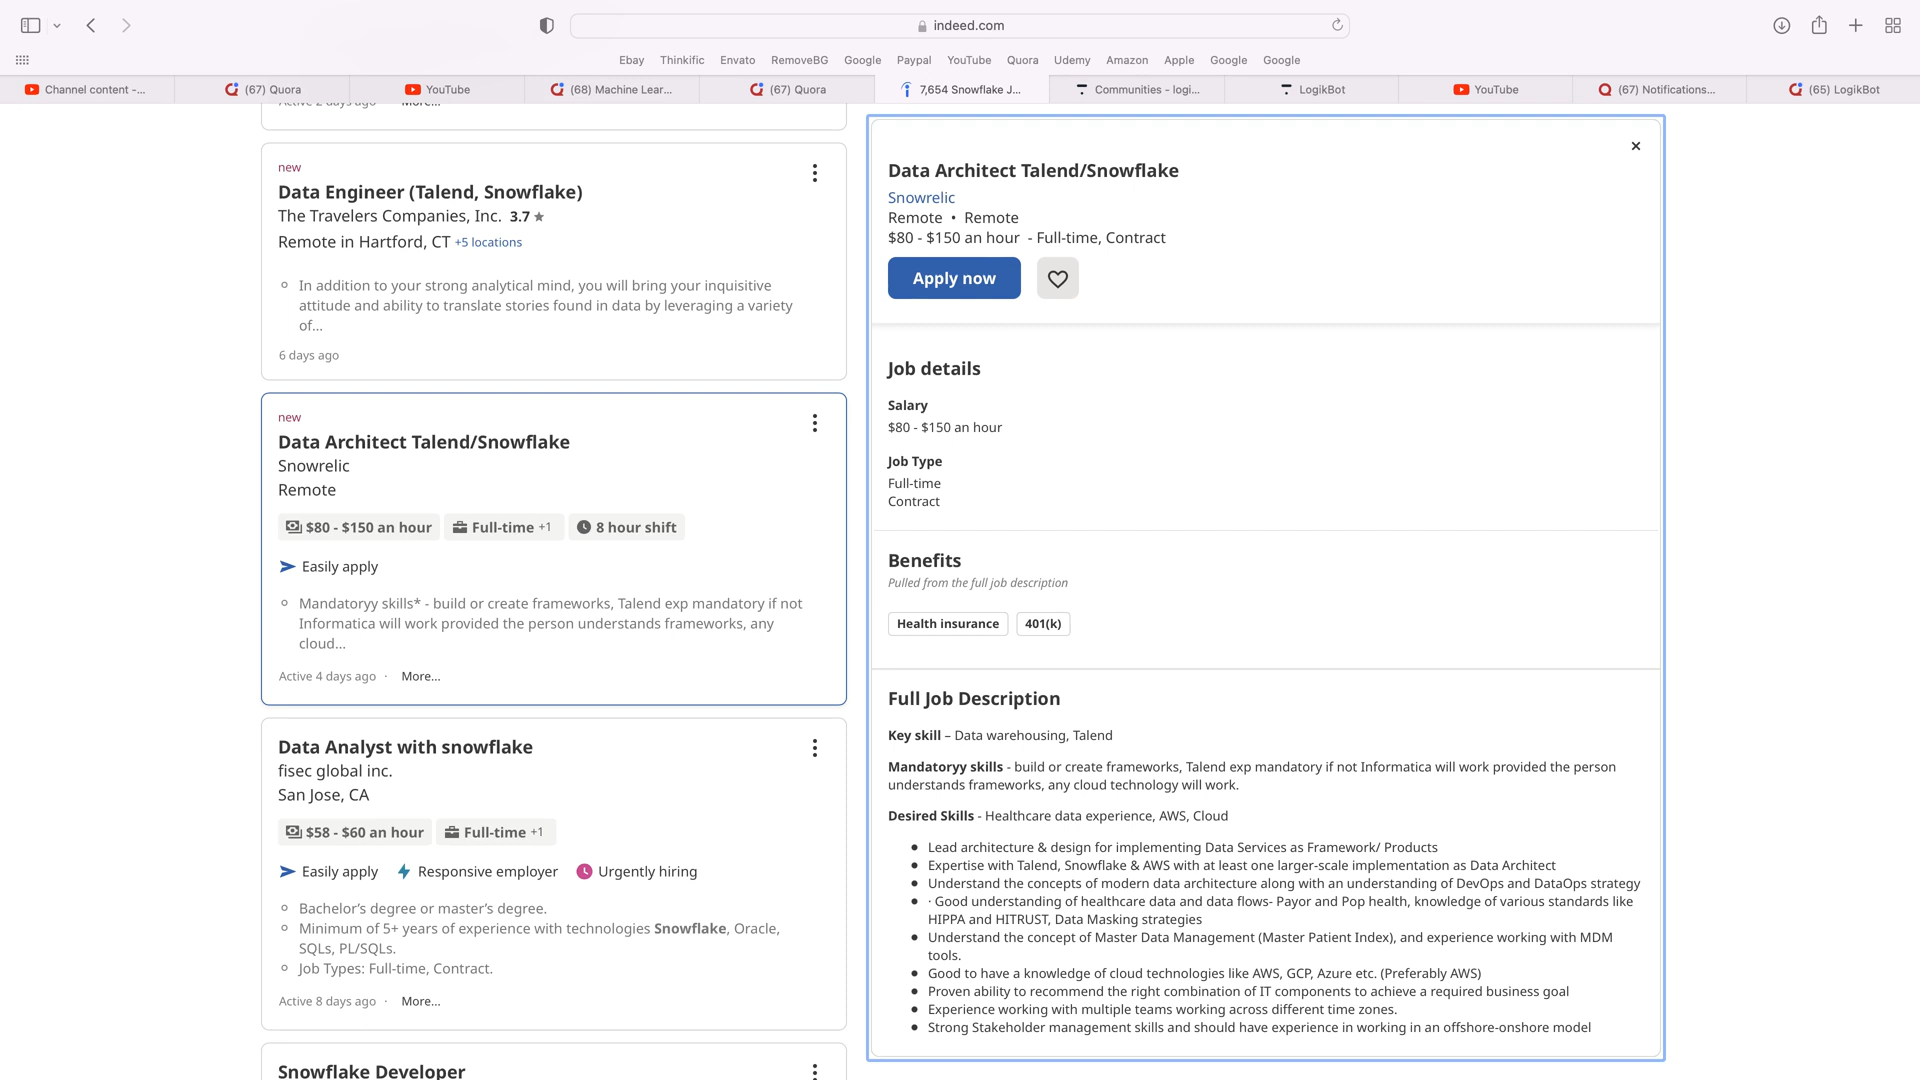 indeed.com
Ebay Thinkific Envato RemoveBG Google Paypal YouTube Quora Udemy Amazon Apple Google Google
Channel content -... (67) Quora YouTube (68) Machine Lear... (67) Quora 7,654 Snowflake J... Communities - logi... LogikBot YouTube (67) Notifications... (65) LogikBot
Active 2 days ago More...
new
Data Engineer (Talend, Snowflake)
The Travelers Companies, Inc. 3.7
Remote in Hartford, CT +5 locations
In addition to your strong analytical mind, you will bring your inquisitive
attitude and ability to translate stories found in data by leveraging a variety
of...
6 days ago
new
Data Architect Talend/Snowflake
Snowrelic
Remote
$80 - $150 an hour Full-time +1 8 hour shift
Easily apply
Mandatoryy skills* - build or create frameworks, Talend exp mandatory if not
Informatica will work provided the person understands frameworks, any
cloud...
Active 4 days ago · More...
Data Analyst with snowflake
fisec global inc.
San Jose, CA
$58 - $60 an hour Full-time +1
Easily apply Responsive employer Urgently hiring
Bachelor’s degree or master’s degree.
Minimum of 5+ years of experience with technologies Snowflake, Oracle,
SQLs, PL/SQLs.
Job Types: Full-time, Contract.
Active 8 days ago · More...
Snowflake Developer
Data Architect Talend/Snowflake
Snowrelic
Remote • Remote
$80 - $150 an hour - Full-time, Contract
Apply now
Job details
Salary
$80 - $150 an hour
Job Type
Full-time
Contract
Benefits
Pulled from the full job description
Health insurance 401(k)
Full Job Description
Key skill – Data warehousing, Talend
Mandatoryy skills - build or create frameworks, Talend exp mandatory if not Informatica will work provided the person
understands frameworks, any cloud technology will work.
Desired Skills - Healthcare data experience, AWS, Cloud
Lead architecture & design for implementing Data Services as Framework/ Products
Expertise with Talend, Snowflake & AWS with at least one larger-scale implementation as Data Architect
Understand the concepts of modern data architecture along with an understanding of DevOps and DataOps strategy
· Good understanding of healthcare data and data flows- Payor and Pop health, knowledge of various standards like
HIPPA and HITRUST, Data Masking strategies
Understand the concept of Master Data Management (Master Patient Index), and experience working with MDM
tools.
Good to have a knowledge of cloud technologies like AWS, GCP, Azure etc. (Preferably AWS)
Proven ability to recommend the right combination of IT components to achieve a required business goal
Experience working with multiple teams working across different time zones.
Strong Stakeholder management skills and should have experience in working in an offshore-onshore model